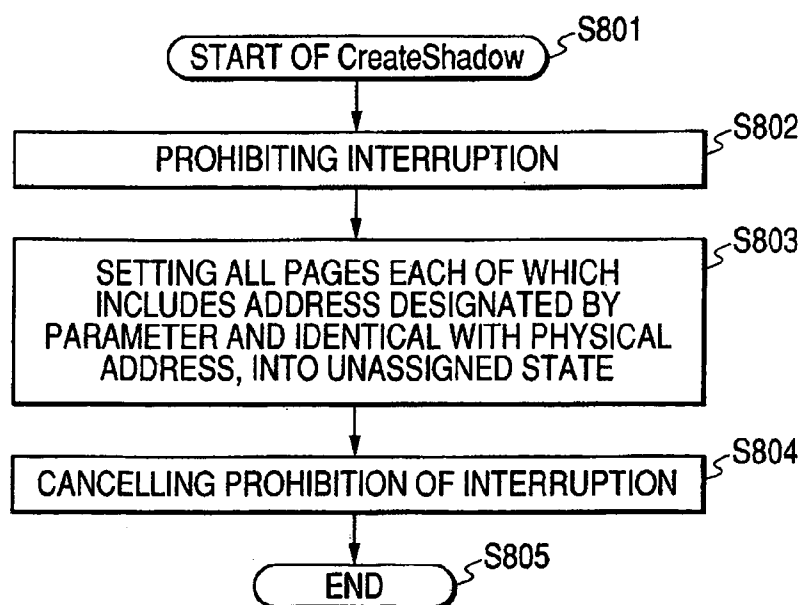 START OF CreateShadow
S801
PROHIBITING INTERRUPTION
S802
SETTING ALL PAGES EACH OF WHICH
INCLUDES ADDRESS DESIGNATED BY
PARAMETER AND IDENTICAL WITH PHYSICAL
ADDRESS, INTO UNASSIGNED STATE
S803
CANCELLING PROHIBITION OF INTERRUPTION
S804
END
S805